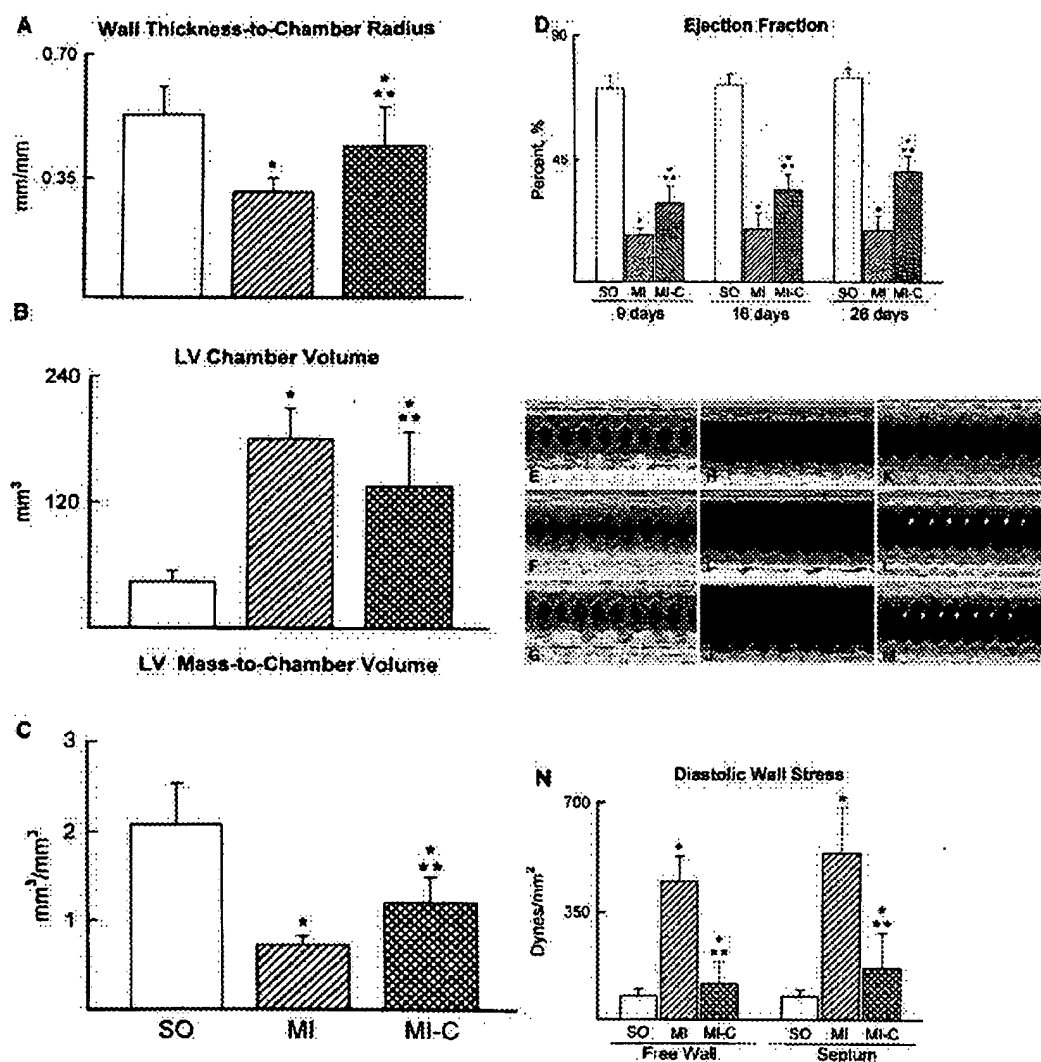 A
Wall Thickness-to-Chamber Radius
0.70
0.35
mm/mm
*
*
**
B
LV Chamber Volume
240
120
mm³
*
*
**
LV Mass-to-Chamber Volume
C
3
2
1
mm³/mm³
*
*
**
SO MI MI-C
D
Ejection Fraction
90
45
Percent, %
SO MI MI-C SO MI MI-C SO MI MI-C
9 days 16 days 26 days
E H K
F I L
G J M
N
Diastolic Wall Stress
700
350
Dynes/mm²
*
*
**
*
*
**
SO MI MI-C SO MI MI-C
Free Wall Septum